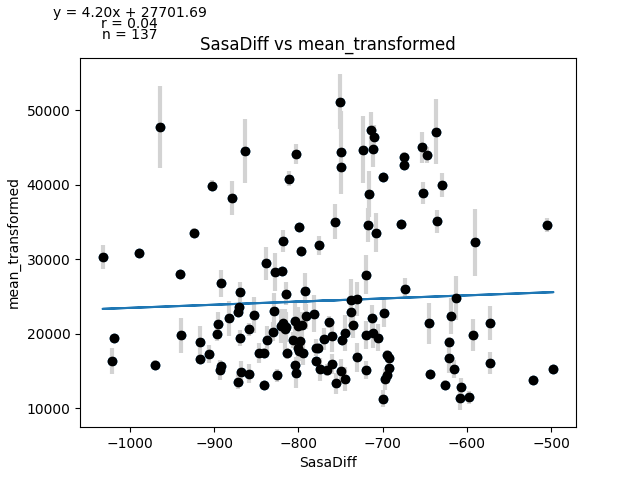 y = 4.20x + 27701.69
r = 0.04
n = 137
SasaDiff vs mean_transformed
50000
40000
30000
20000
10000
mean_transformed
−1000
−900
−800
−700
−600
−500
SasaDiff